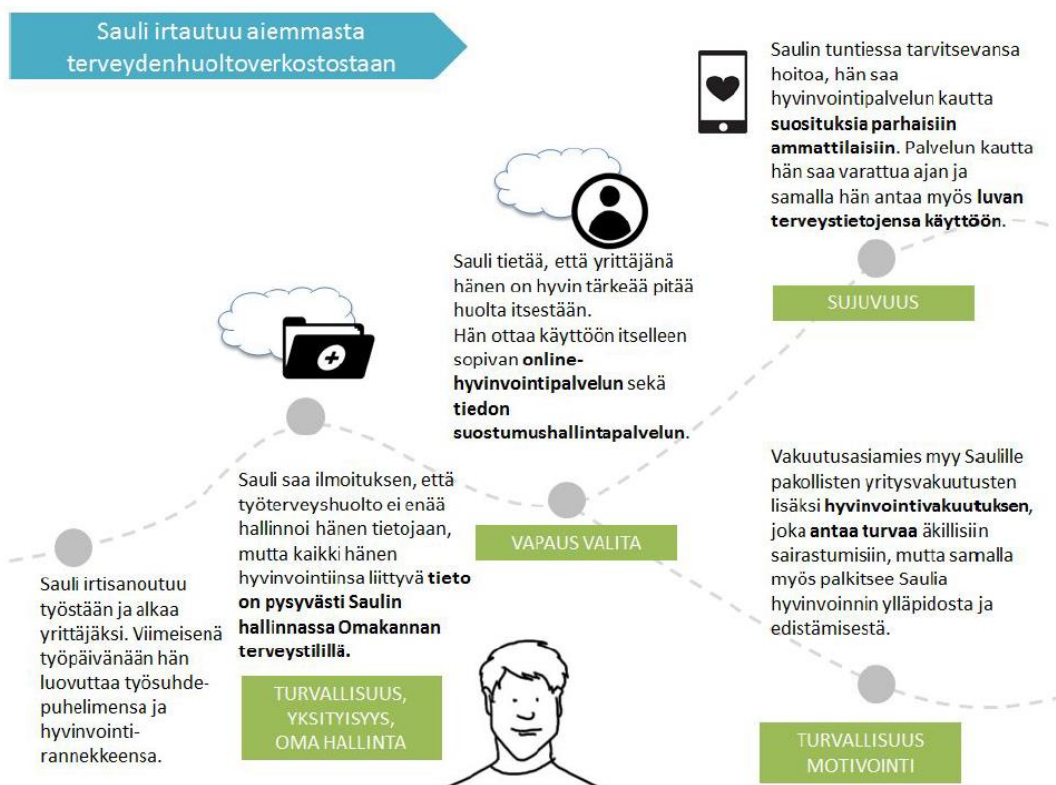 Sauli irtautuu aiemmasta
terveydenhuoltoverkostostaan
Sauli irtisanoutuu
työstään ja alkaa
yrittäjäksi. Viimeisenä
työpäivänään hän
luovuttaa työsuhde-
puhelimensa ja
hyvinvointi-
rannekkeensa.
Sauli saa ilmoituksen, että
työterveyshuolto ei enää
hallinnoi hänen tietojaan,
mutta kaikki hänen
hyvinvointiinsa liittyvä tieto
on pysyvästi Saulin
hallinnassa Omakannan
terveystilillä.
TURVALLISUUS,
YKSITYISYYS,
OMA HALLINTA
Sauli tietää, että yrittäjänä
hänen on hyvin tärkeää pitää
huolta itsestään.
Hän ottaa käyttöön itselleen
sopivan online-
hyvinvointipalvelun sekä
tiedon
suostumushallintapalvelun.
VAPAUS VALITA
Saulin tuntiessa tarvitsevansa
hoitoa, hän saa
hyvinvointipalvelun kautta
suosituksia parhaisiin
ammattilaisiin. Palvelun kautta
hän saa varattua ajan ja
samalla hän antaa myös luvan
terveystietojensa käyttöön.
SUJUVUUS
Vakuutusasiamies myy Saulille
pakollisten yritysvakuutusten
lisäksi hyvinvointivakuutuksen,
joka antaa turvaa äkillisiin
sairastumisiin, mutta samalla
myös palkitsee Saulia
hyvinvoinnin ylläpidosta ja
edistämisestä.
TURVALLISUUS
MOTIVOINTI